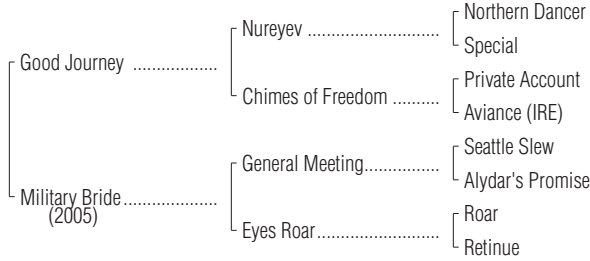 Northern Dancer
Nureyev ............................
Special
Good Journey ..................
Private Account
Chimes of Freedom ..........
Aviance (IRE)
Seattle Slew
General Meeting................
Alydar's Promise
Military Bride....................
(2005)
Roar
Eyes Roar..........................
Retinue